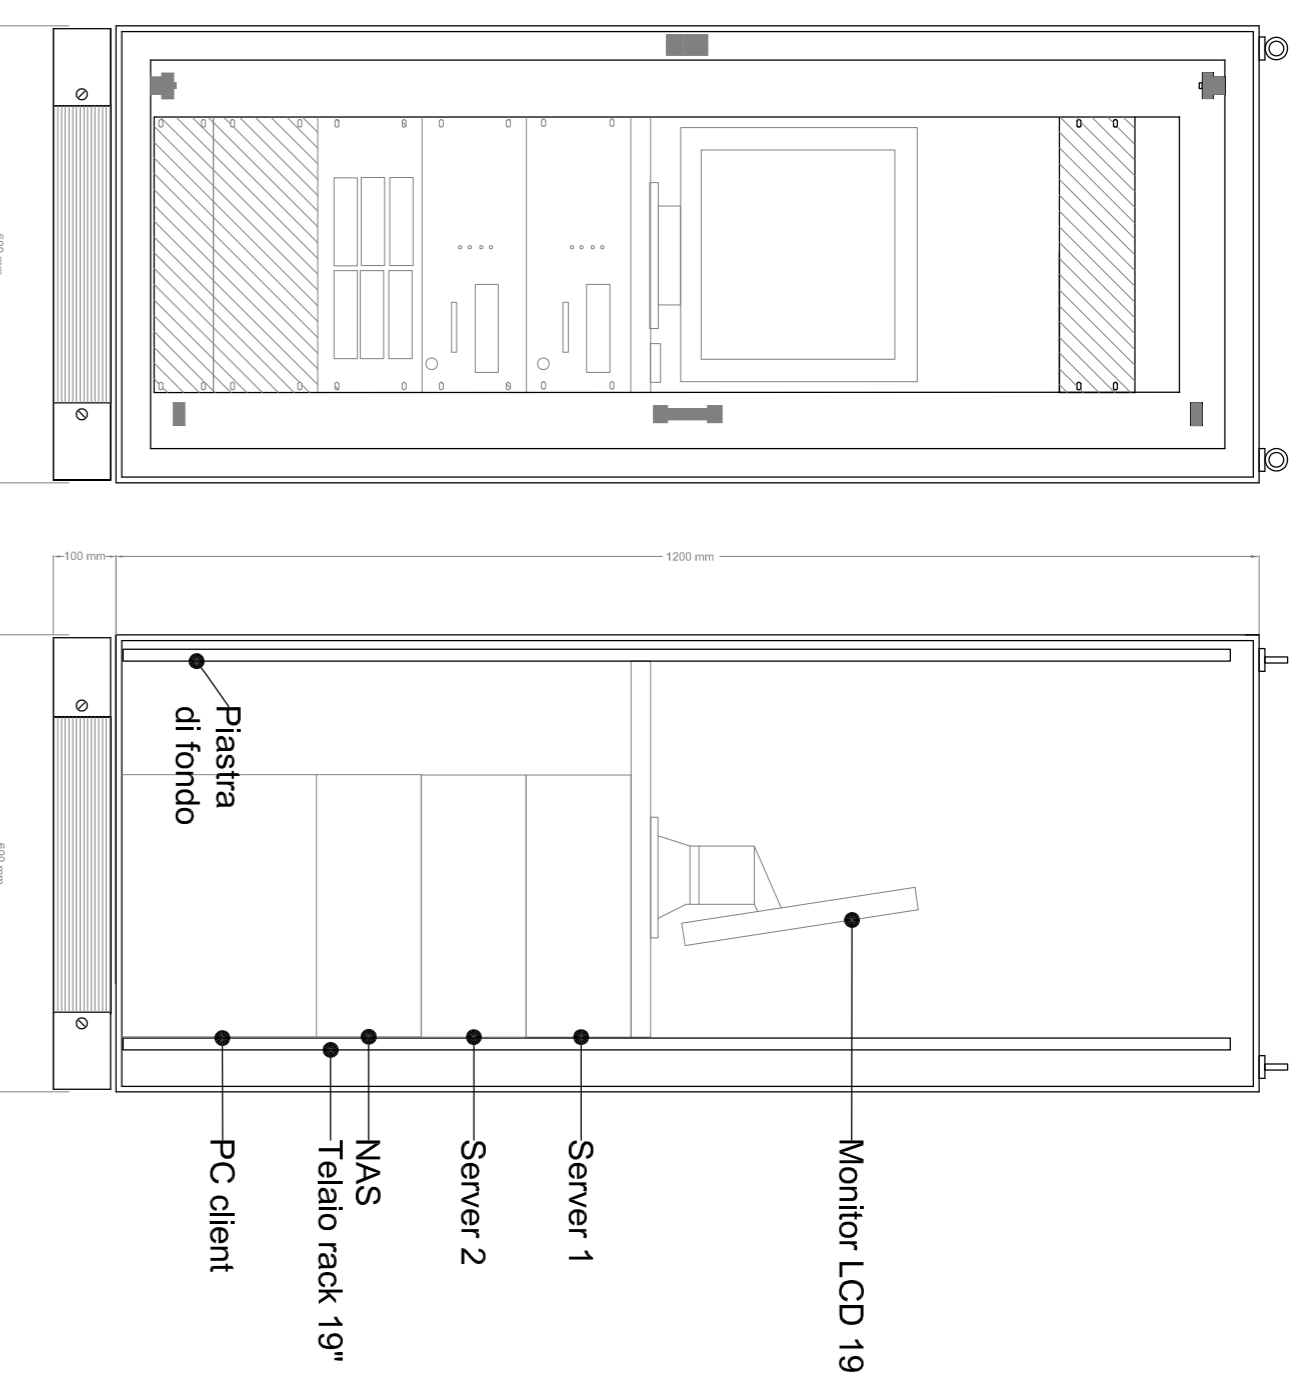 100 mm
1200 mm
Piastra
di fondo
Monitor LCD 19
Server 1
Server 2
NAS
Telaio rack 19"
PC client